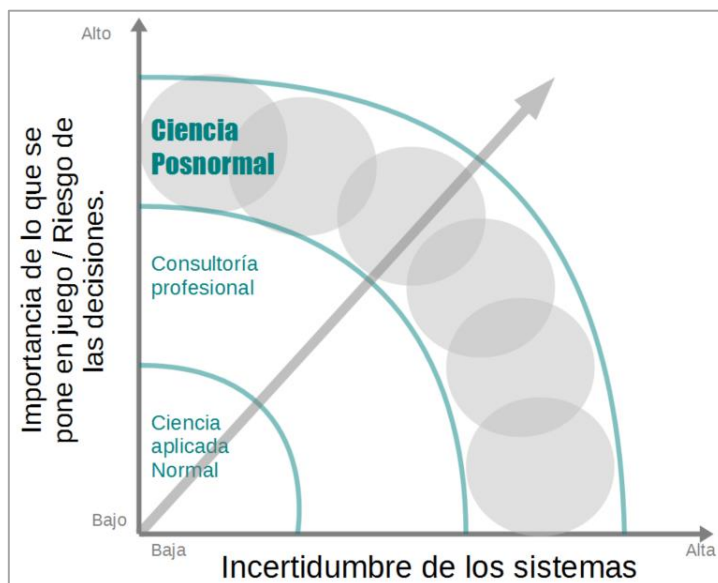 Alto
Importancia de lo que se
pone en juego / Riesgo de
las decisiones.
Ciencia
Posnormal
Consultoría
profesional
Ciencia
aplicada
Normal
Bajo
Baja
Alta
Incertidumbre de los sistemas